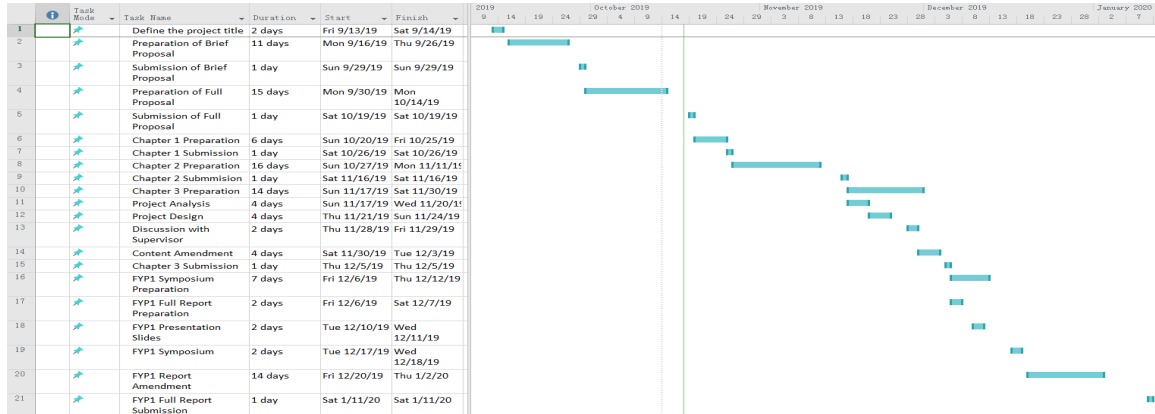 2019 October 2019 November 2019 December 2019 January 2020
Task Mode Task Name Duration Start Finish 9 14 19 24 29 4 9 14 19 24 29 3 8 13 18 23 28 3 8 13 18 23 28 2 7
1 Define the project title 2 days Fri 9/13/19 Sat 9/14/19
2 Preparation of Brief Proposal 11 days Mon 9/16/19 Thu 9/26/19
3 Submission of Brief Proposal 1 day Sun 9/29/19 Sun 9/29/19
4 Preparation of Full Proposal 15 days Mon 9/30/19 Mon 10/14/19
5 Submission of Full Proposal 1 day Sat 10/19/19 Sat 10/19/19
6 Chapter 1 Preparation 6 days Sun 10/20/19 Fri 10/25/19
7 Chapter 1 Submission 1 day Sat 10/26/19 Sat 10/26/19
8 Chapter 2 Preparation 16 days Sun 10/27/19 Mon 11/11/19
9 Chapter 2 Submmision 1 day Sat 11/16/19 Sat 11/16/19
10 Chapter 3 Preparation 14 days Sun 11/17/19 Sat 11/30/19
11 Project Analysis 4 days Sun 11/17/19 Wed 11/20/19
12 Project Design 4 days Thu 11/21/19 Sun 11/24/19
13 Discussion with Supervisor 2 days Thu 11/28/19 Fri 11/29/19
14 Content Amendment 4 days Sat 11/30/19 Tue 12/3/19
15 Chapter 3 Submission 1 day Thu 12/5/19 Thu 12/5/19
16 FYP1 Symposium Preparation 7 days Fri 12/6/19 Thu 12/12/19
17 FYP1 Full Report Preparation 2 days Fri 12/6/19 Sat 12/7/19
18 FYP1 Presentation Slides 2 days Tue 12/10/19 Wed 12/11/19
19 FYP1 Symposium 2 days Tue 12/17/19 Wed 12/18/19
20 FYP1 Report Amendment 14 days Fri 12/20/19 Thu 1/2/20
21 FYP1 Full Report Submission 1 day Sat 1/11/20 Sat 1/11/20